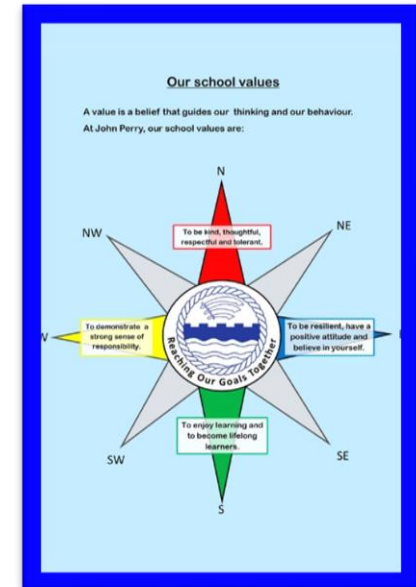 Our school values
A value is a belief that guides our thinking and our behaviour.
At John Perry, our school values are:
N
NW
NE
To be kind, thoughtful,
respectful and tolerant.
To demonstrate a
strong sense of
responsibility.
To be resilient, have a
positive attitude and
believe in yourself.
Reaching Our Goals Together
To enjoy learning and
to become lifelong
learners.
SW
SE
S